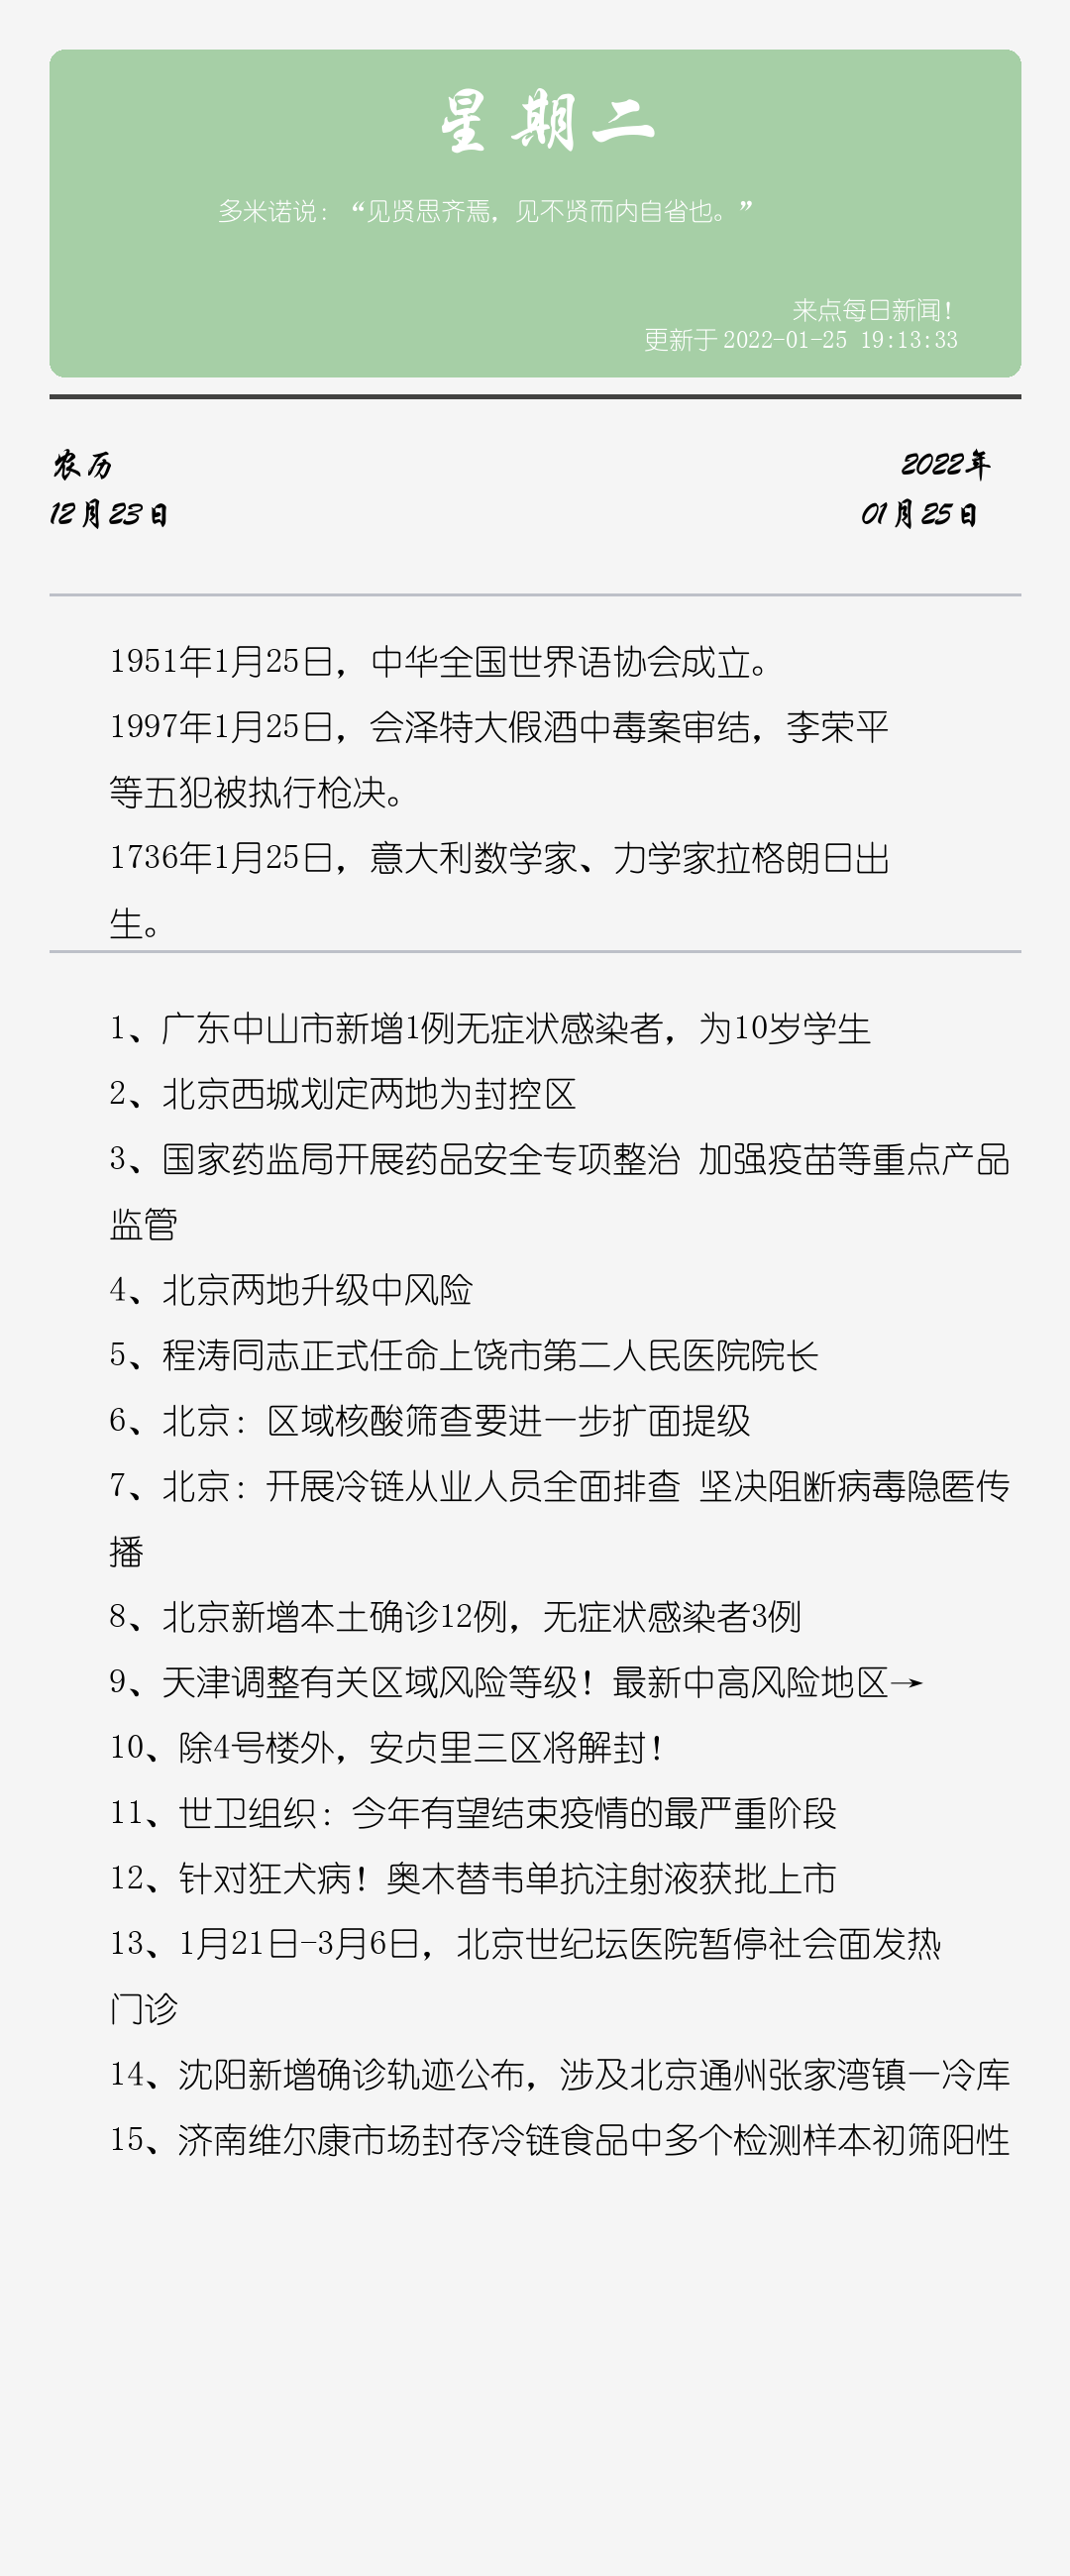 星期二
多米诺说：“见贤思齐焉，见不贤而内自省也。”
来点每日新闻！
更新于2022-01-25 19:13:33
农历
2022年
12月23日
01月25日
1951年1月25日，中华全国世界语协会成立。
1997年1月25日，会泽特大假酒中毒案审结，李荣平
等五犯被执行枪决。
1736年1月25日，意大利数学家、力学家拉格朗日出
生。
1、广东中山市新增1例无症状感染者，为10岁学生
2、北京西城划定两地为封控区
3、国家药监局开展药品安全专项整治 加强疫苗等重点产品
监管
4、北京两地升级中风险
5、程涛同志正式任命上饶市第二人民医院院长
6、北京：区域核酸筛查要进一步扩面提级
7、北京：开展冷链从业人员全面排查 坚决阻断病毒隐匿传
播
8、北京新增本土确诊12例，无症状感染者3例
9、天津调整有关区域风险等级！最新中高风险地区→
10、除4号楼外，安贞里三区将解封！
11、世卫组织：今年有望结束疫情的最严重阶段
12、针对狂犬病！奥木替韦单抗注射液获批上市
13、1月21日-3月6日，北京世纪坛医院暂停社会面发热
门诊
14、沈阳新增确诊轨迹公布，涉及北京通州张家湾镇一冷库
15、济南维尔康市场封存冷链食品中多个检测样本初筛阳性